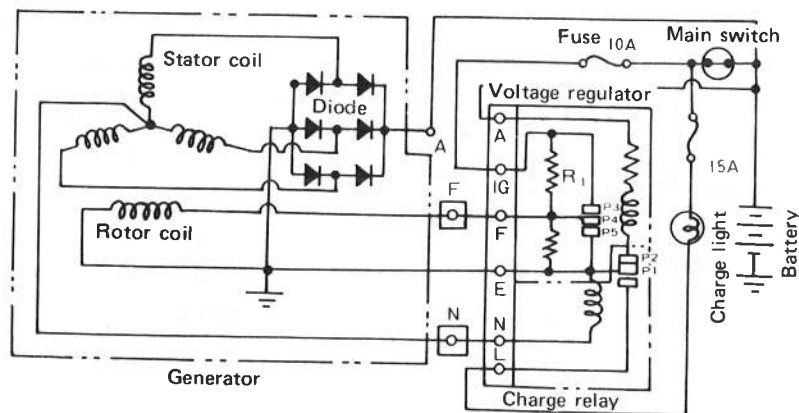 Stator coil
Diode
Rotor coil
Generator
A
F
N
Fuse 10A
Main switch
Voltage regulator
A
IG
F
E
N
L
R1
P3
P4
P5
P2
P1
15A
Charge light
Battery
Charge relay